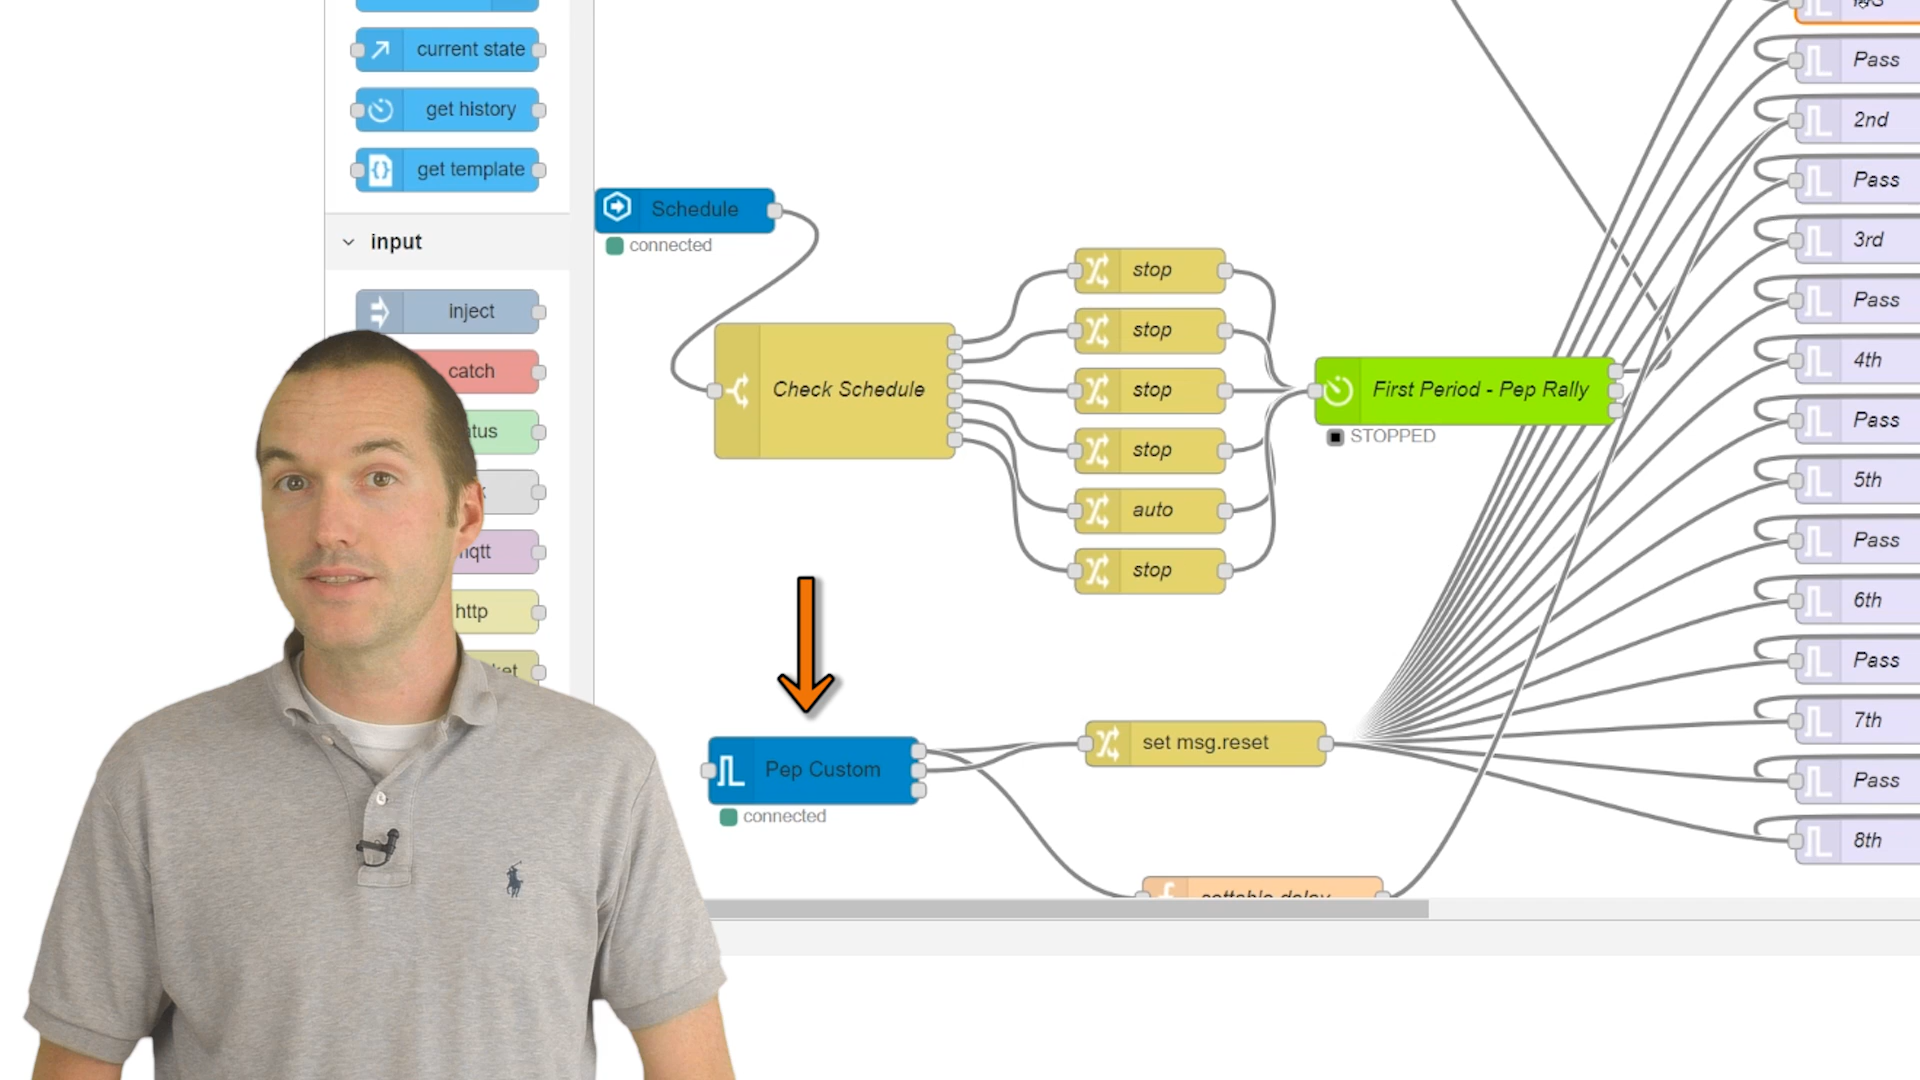 current state
get history
get template
input
inject
catch
http
Schedule
connected
Check Schedule
stop
stop
stop
stop
auto
stop
First Period - Pep Rally
STOPPED
Pep Custom
connected
set msg.reset
Pass
2nd
Pass
3rd
Pass
4th
Pass
5th
Pass
6th
Pass
7th
Pass
8th